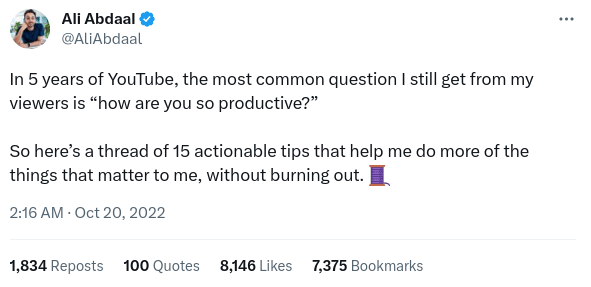 Ali Abdaal
@AliAbdaal
In 5 years of YouTube, the most common question I still get from my
viewers is “how are you so productive?”
So here’s a thread of 15 actionable tips that help me do more of the
things that matter to me, without burning out. 🧵
2:16 AM · Oct 20, 2022
1,834 Reposts 100 Quotes 8,146 Likes 7,375 Bookmarks